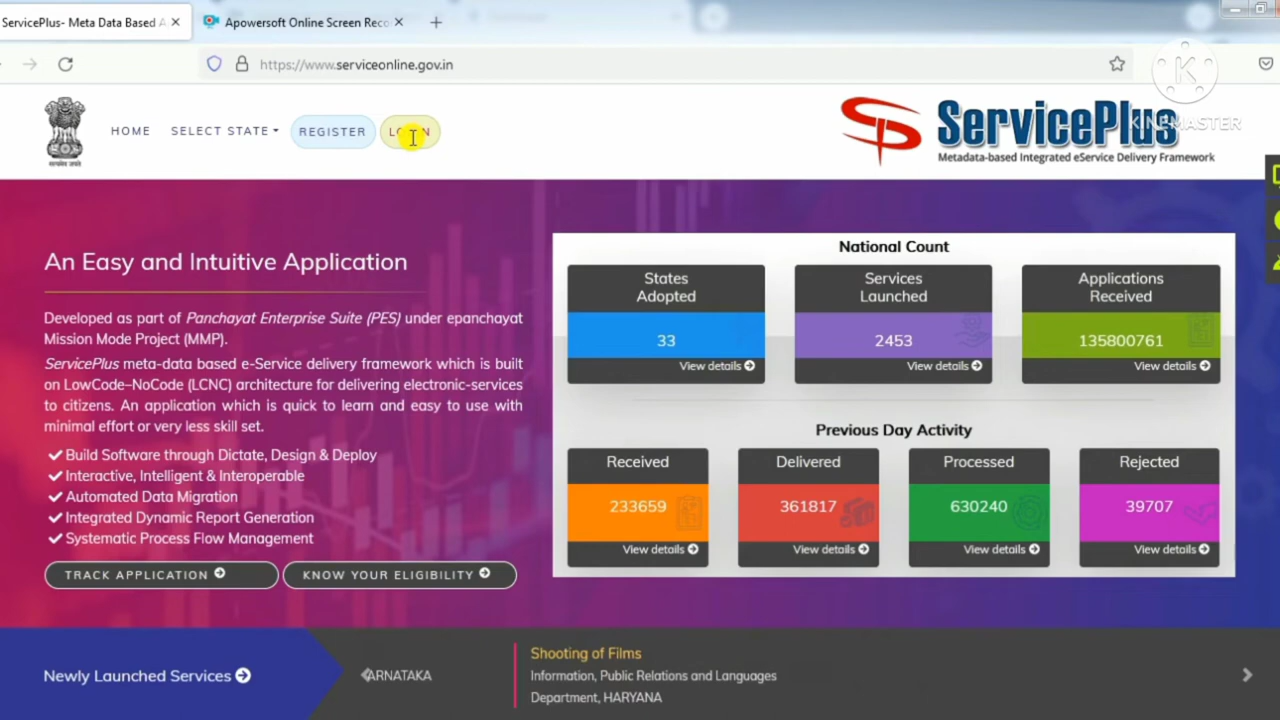 ServicePlus- Meta Data Based A
Apowersoft Online Screen Reco
https://www.serviceonline.gov.in
सत्यमेव जयते
HOME
SELECT STATE
REGISTER
ServicePlus
Metadata-based Integrated eService Delivery Framework
K
KINEMASTER
An Easy and Intuitive Application
Developed as part of Panchayat Enterprise Suite (PES) under epanchayat
Mission Mode Project (MMP).
ServicePlus meta-data based e-Service delivery framework which is built
on LowCode-NoCode (LCNC) architecture for delivering electronic-services
to citizens. An application which is quick to learn and easy to use with
minimal effort or very less skill set.
Build Software through Dictate, Design & Deploy
Interactive, Intelligent & Interoperable
Automated Data Migration
Integrated Dynamic Report Generation
Systematic Process Flow Management
TRACK APPLICATION
KNOW YOUR ELIGIBILITY
National Count
States
Adopted
33
View details
Services
Launched
2453
View details
Applications
Received
135800761
View details
Previous Day Activity
Received
233659
View details
Delivered
361817
View details
Processed
630240
View details
Rejected
39707
View details
Newly Launched Services
ARNATAKA
Shooting of Films
Information, Public Relations and Languages
Department, HARYANA